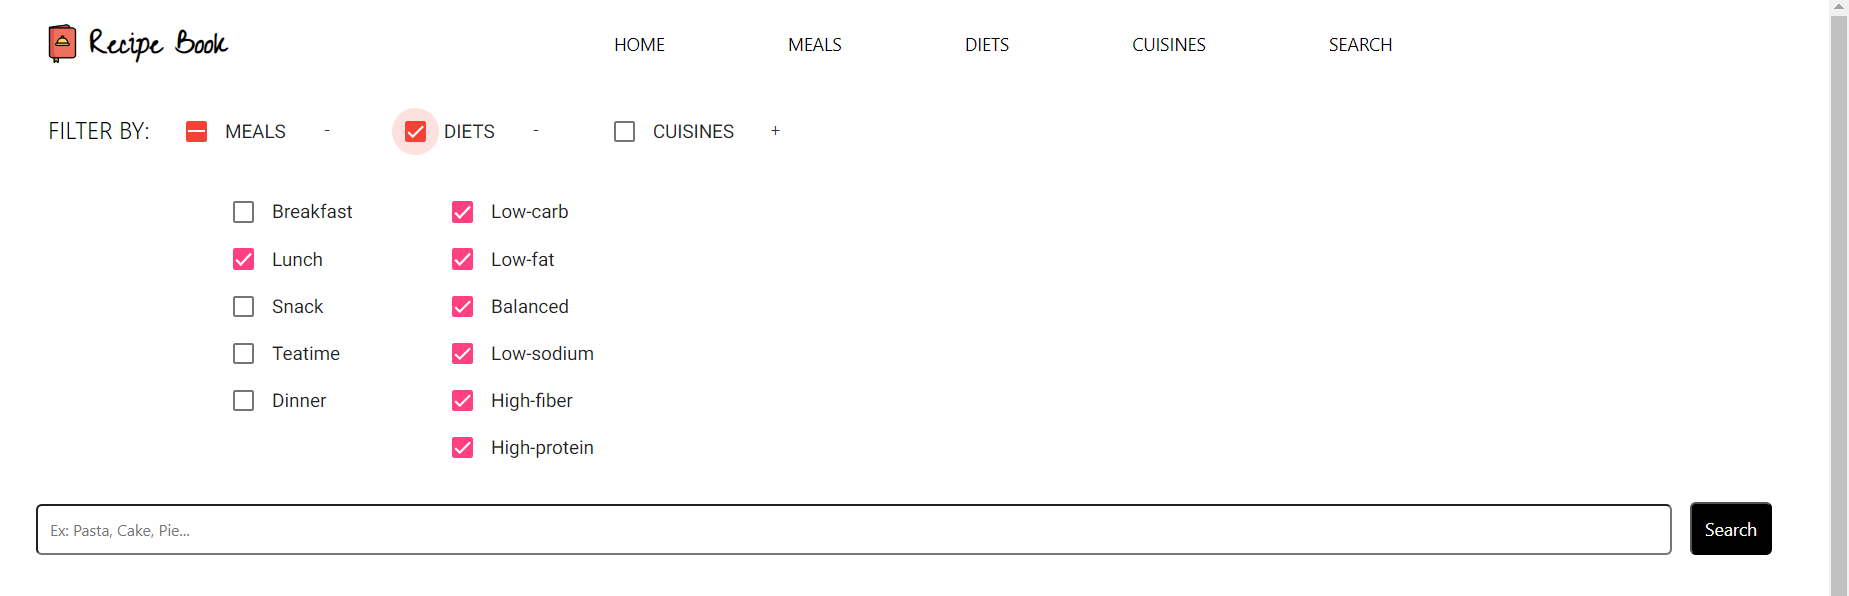 Recipe Book HOME MEALS DIETS CUISINES SEARCH
FILTER BY: MEALS - DIETS - CUISINES +
Breakfast Low-carb
Lunch Low-fat
Snack Balanced
Teatime Low-sodium
Dinner High-fiber
High-protein
Ex: Pasta, Cake, Pie... Search